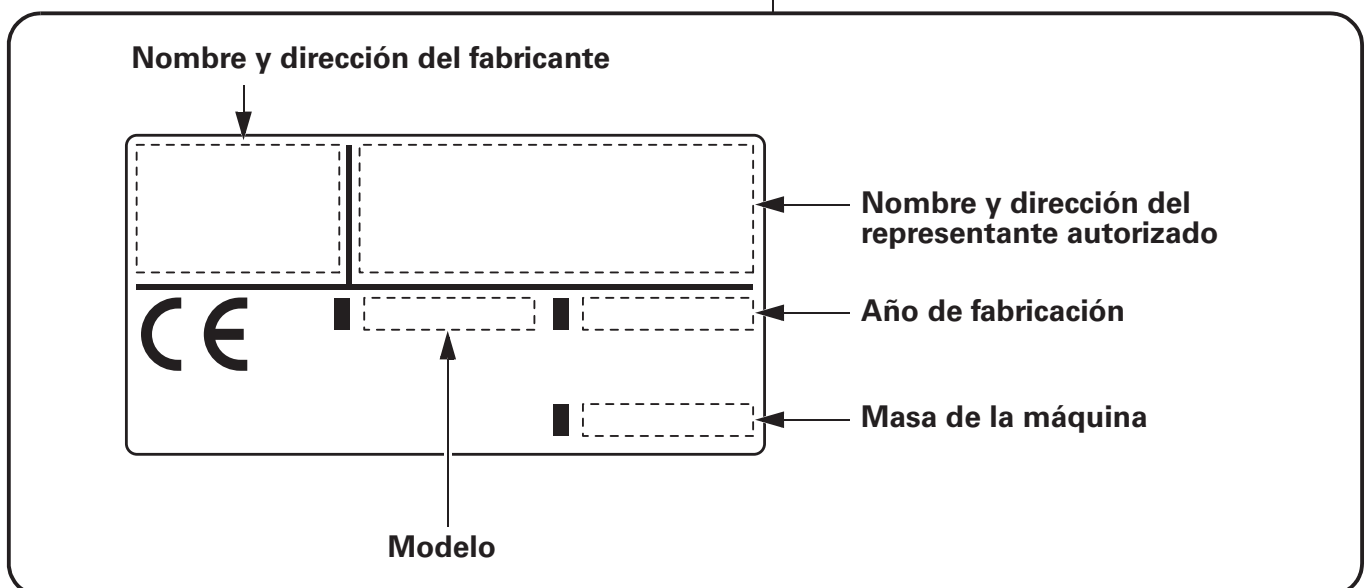 Nombre y dirección del fabricante
Nombre y dirección del
representante autorizado
CE
Año de fabricación
Masa de la máquina
Modelo